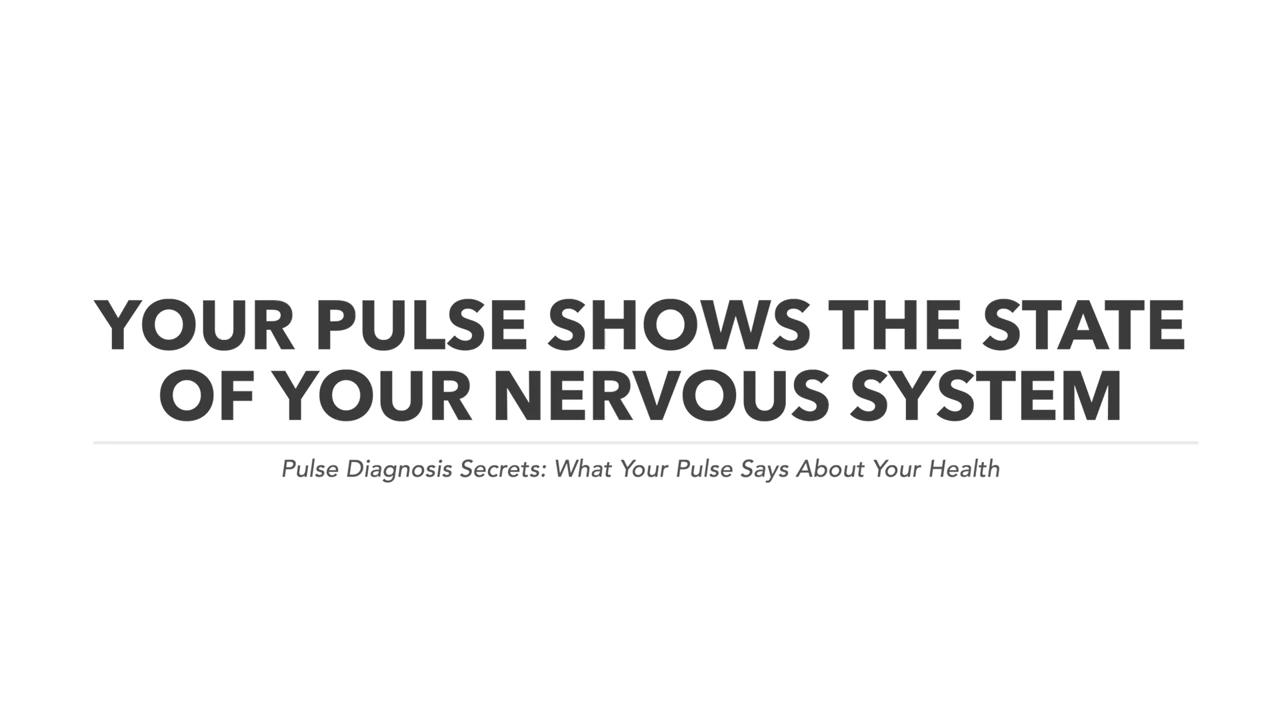 YOUR PULSE SHOWS THE STATE
OF YOUR NERVOUS SYSTEM
Pulse Diagnosis Secrets: What Your Pulse Says About Your Health